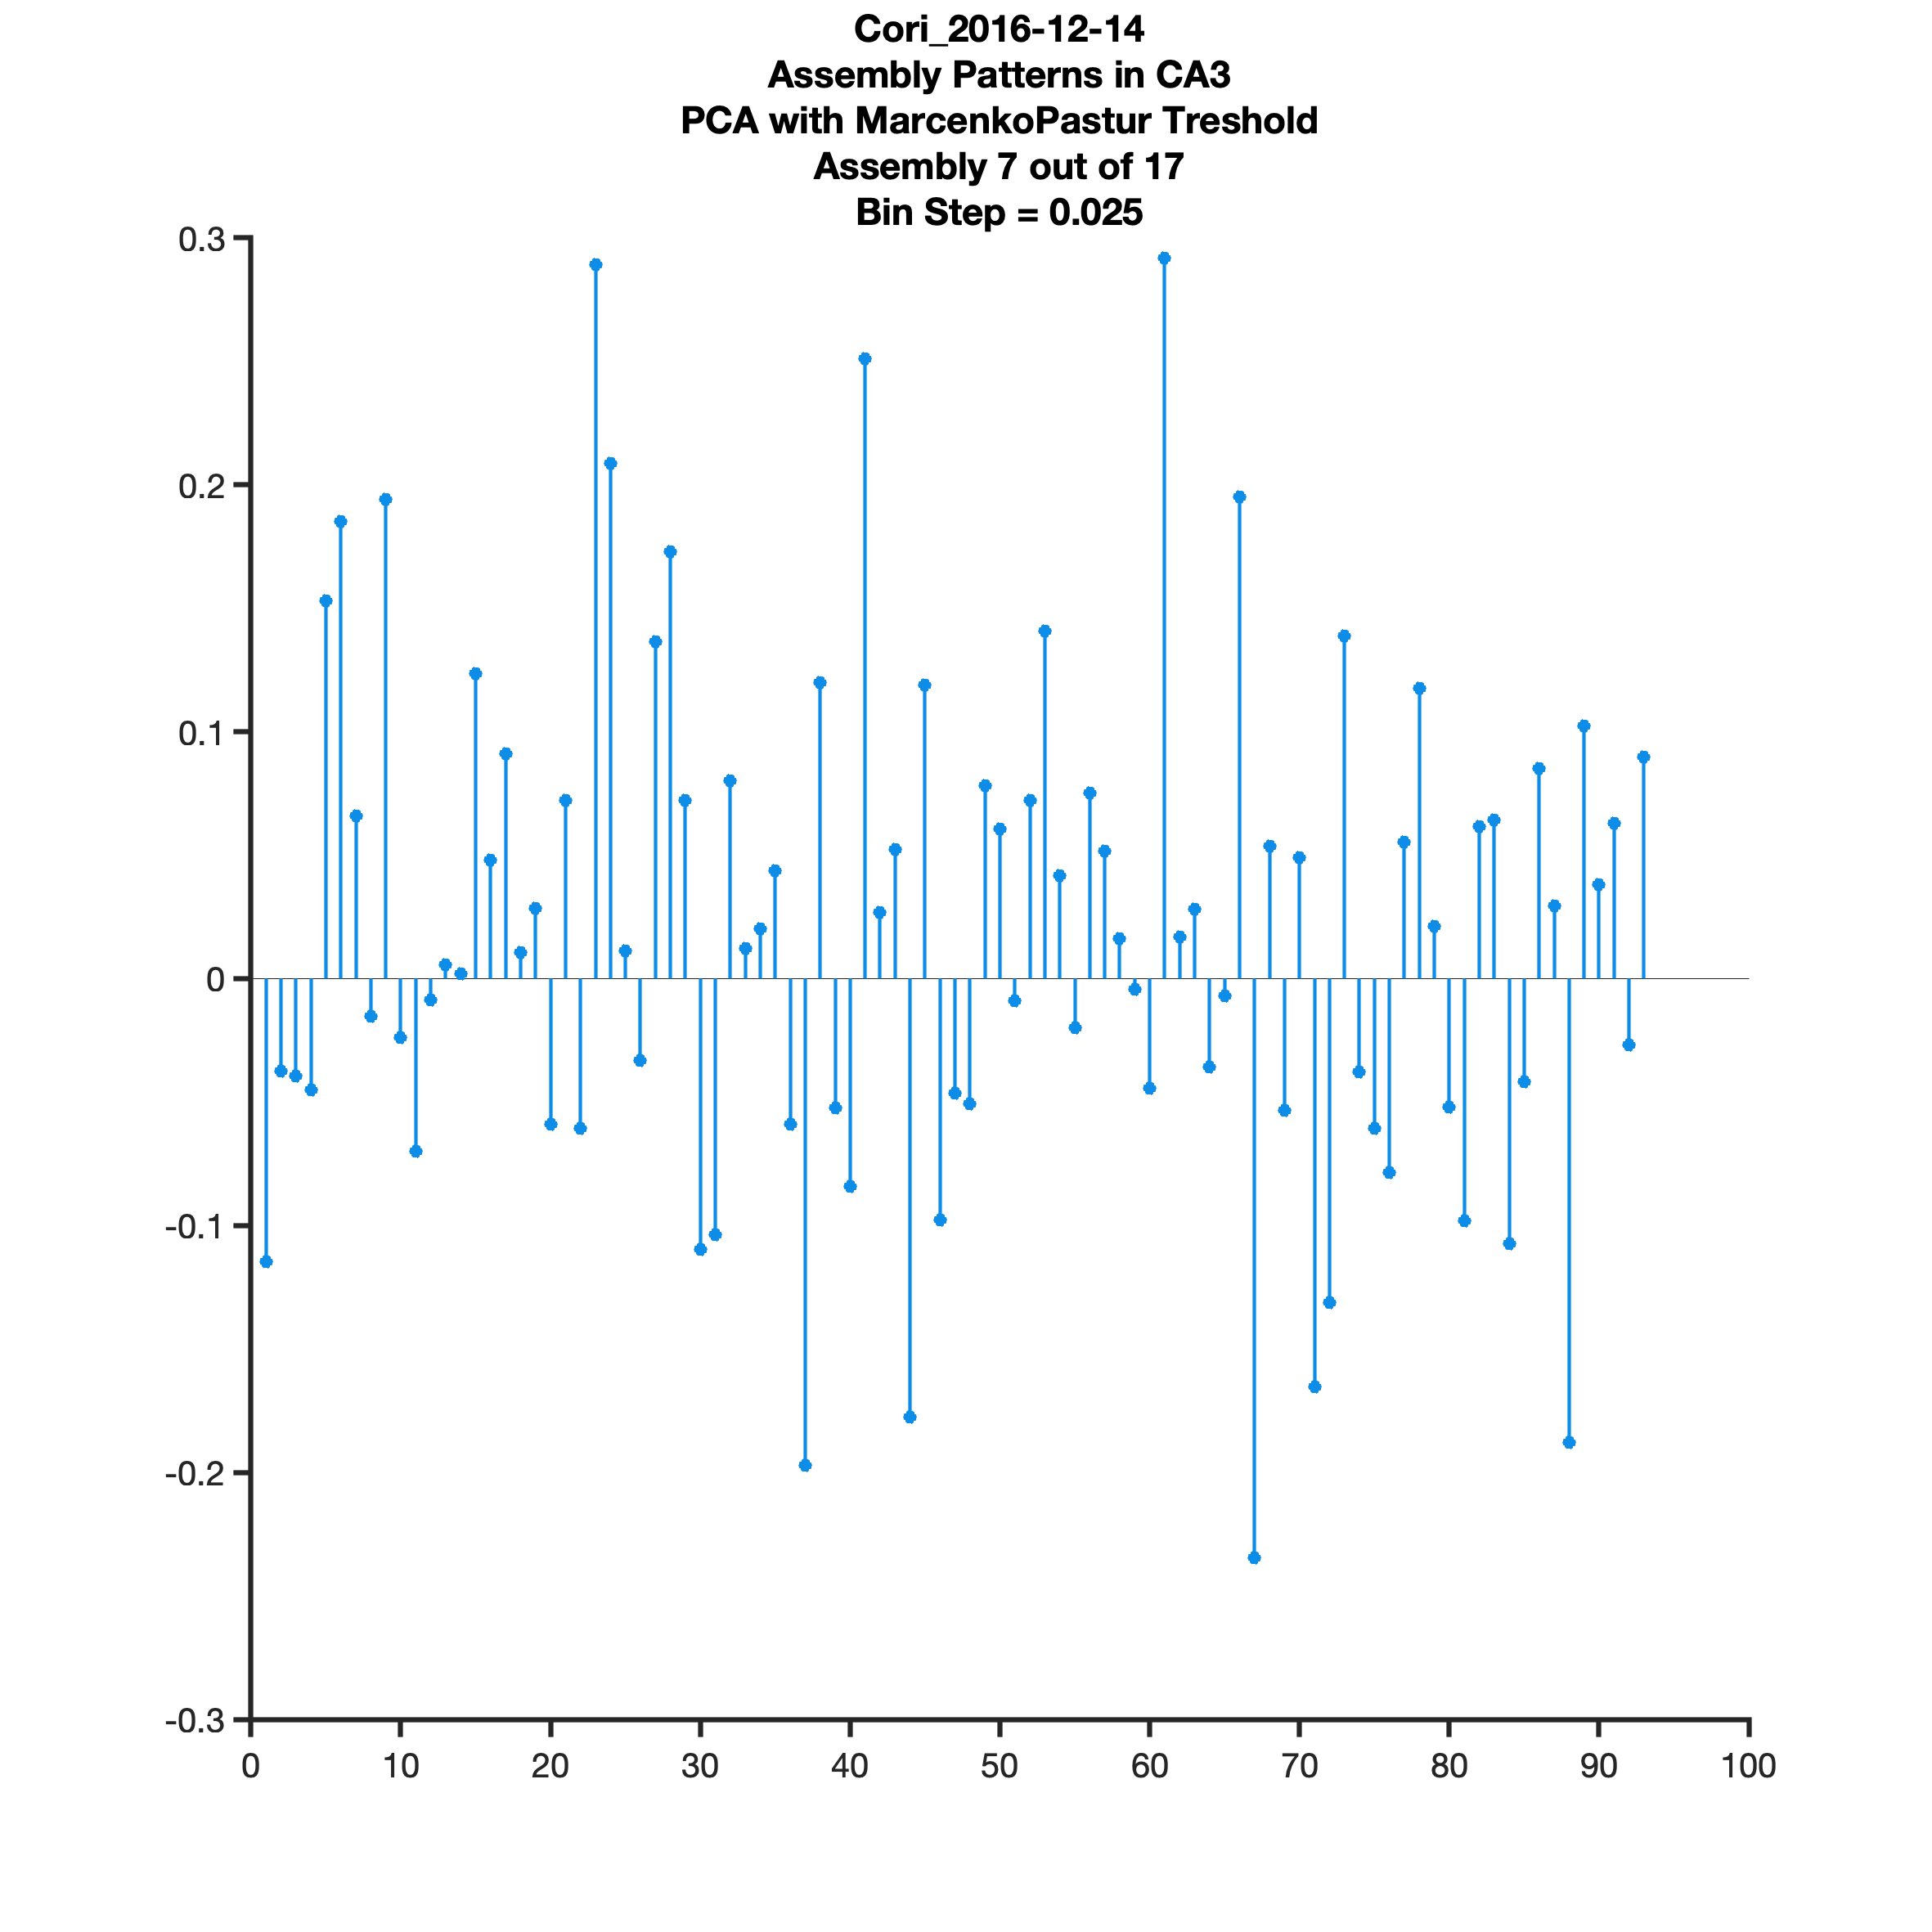 Cori_2016-12-14
Assembly Patterns in CA3
PCA with MarcenkoPastur Treshold
Assembly 7 out of 17
Bin Step = 0.025
0.3
0.2
0.1
0
-0.1
-0.2
-0.3
0 10 20 30 40 50 60 70 80 90 100